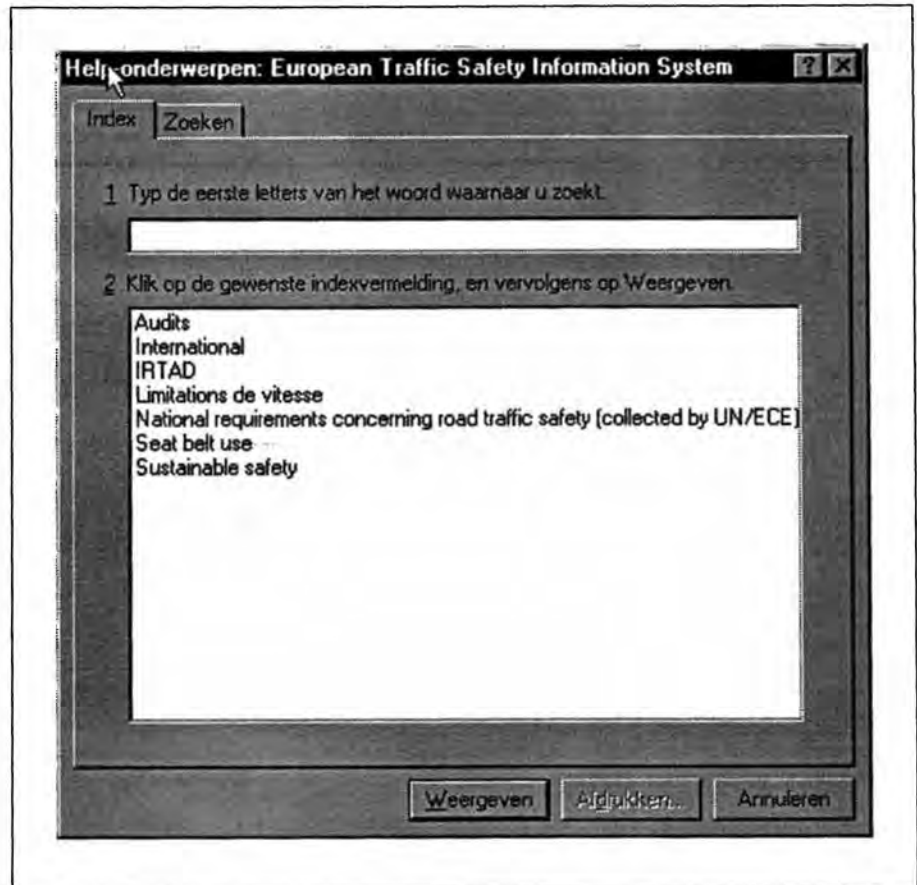 Help-onderwerpen: European Traffic Safety Information System ? ×
Index Zoeken
1 Typ de eerste letters van het woord waarnaar u zoekt.
2 Klik op de gewenste indexvermelding, en vervolgens op Weergeven.
Audits
International
IRTAD
Limitations de vitesse
National requirements concerning road traffic safety (collected by UN/ECE)
Seat belt use
Sustainable safety
Weergeven Afdrukken... Annuleren